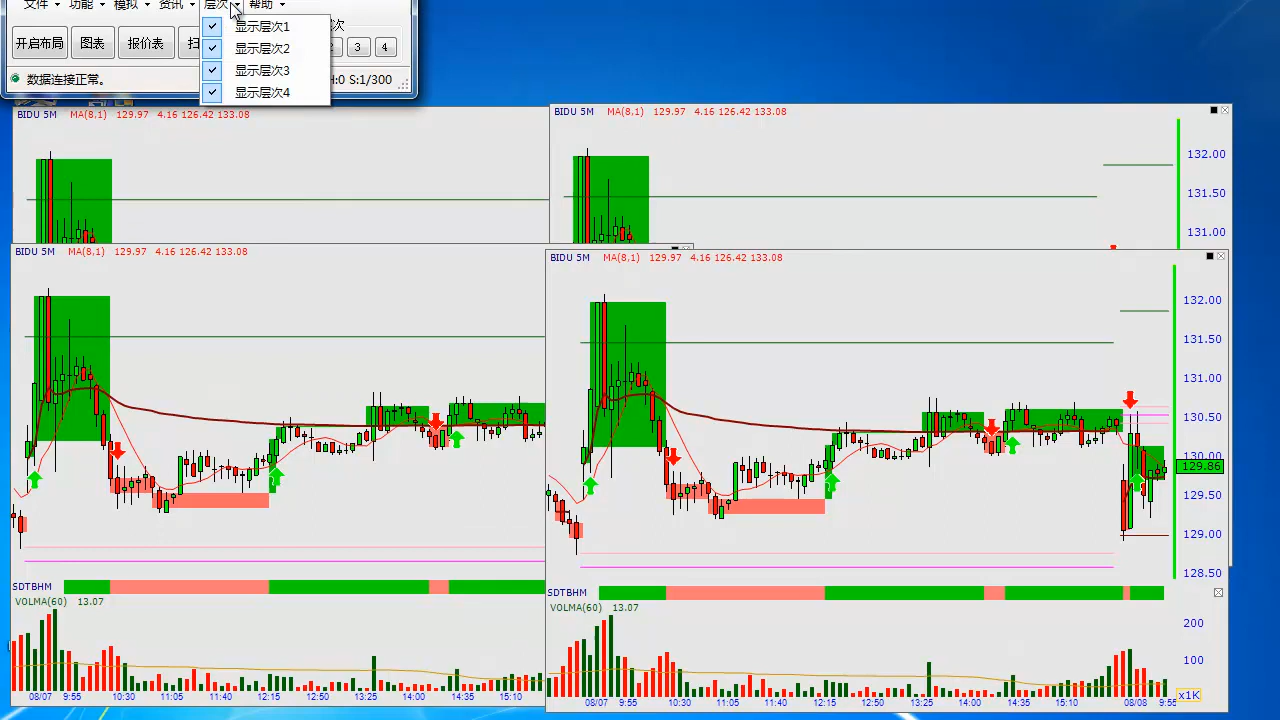 文件 功能 模拟 资讯 层次 帮助
显示层次1
显示层次2
显示层次3
显示层次4
次
开启布局 图表 报价表 扫 3 4
数据连接正常。 H:0 S:1/300
BIDU 5M MA(8,1) 129.97 4.16 126.42 133.08
BIDU 5M MA(8,1) 129.97 4.16 126.42 133.08
132.00
131.50
131.00
BIDU 5M MA(8,1) 129.97 4.16 126.42 133.08
SDTBHM
VOLMA(60) 13.07
08/07 9:55 10:30 11:05 11:40 12:15 12:50 13:25 14:00 14:35 15:10
BIDU 5M MA(8,1) 129.97 4.16 126.42 133.08
132.00
131.50
131.00
130.50
130.00
129.86
129.50
129.00
128.50
SDTBHM
VOLMA(60) 13.07
200
100
x1K
08/07 9:55 10:30 11:05 11:40 12:15 12:50 13:25 14:00 14:35 15:10 08/08 9:55